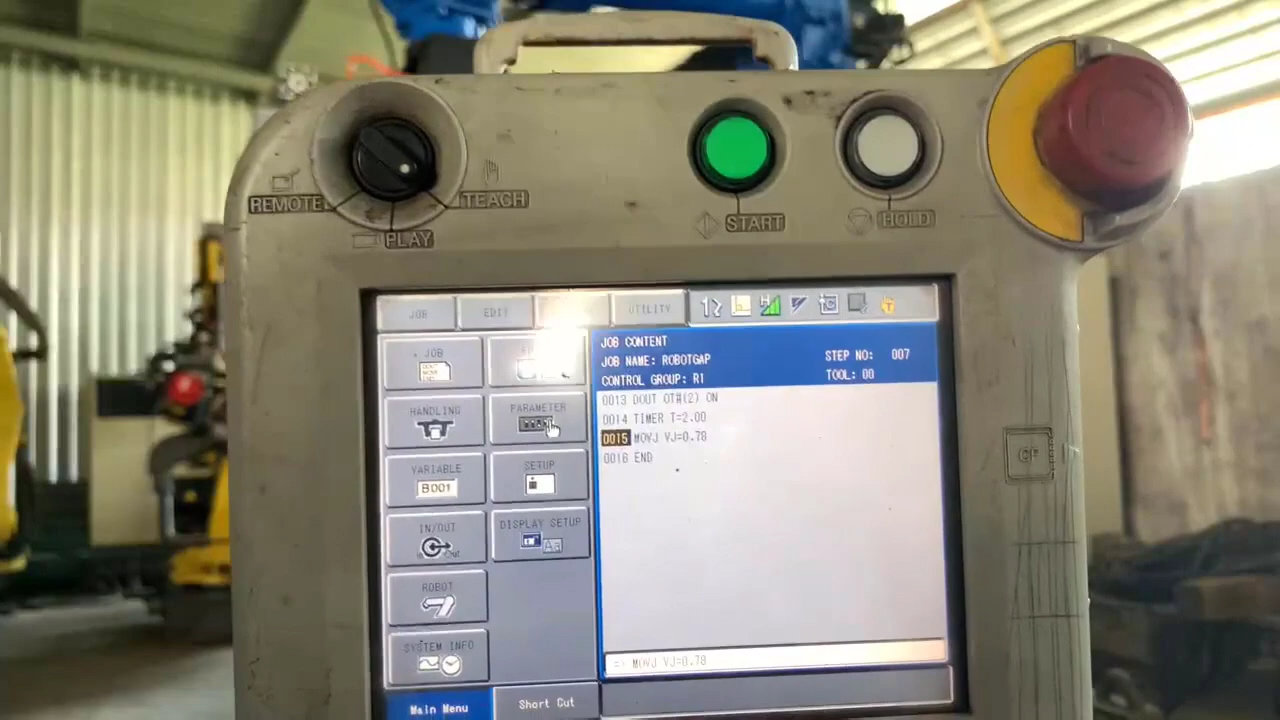 REMOTE
TEACH
PLAY
START
HOLD
JOB
EDIT
UTILITY
JOB
HANDLING
PARAMETER
VARIABLE
B001
SETUP
IN/OUT
DISPLAY SETUP
ROBOT
SYSTEM INFO
Main Menu
Short Cut
JOB CONTENT
JOB NAME: ROBOTGAP
STEP NO: 007
CONTROL GROUP: R1
TOOL: 00
0013 DOUT OT#(2) ON
0014 TIMER T=2.00
0015 MOVJ VJ=0.78
0016 END
=> MOVJ VJ=0.78
CF